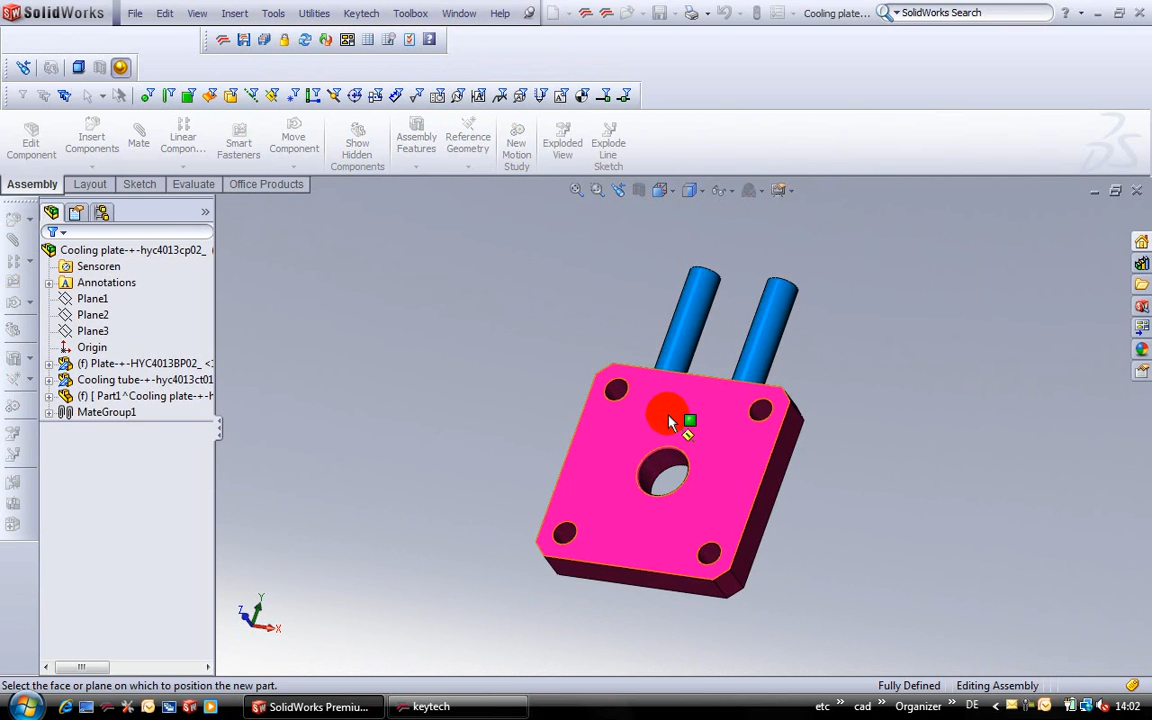 SolidWorks File Edit View Insert Tools Utilities Keytech Toolbox Window Help Cooling plate... SolidWorks Search
Edit Component
Insert Components
Mate
Linear Compon...
Smart Fasteners
Move Component
Show Hidden Components
Assembly Features
Reference Geometry
New Motion Study
Exploded View
Explode Line Sketch
Assembly Layout Sketch Evaluate Office Products
Cooling plate-+-hyc4013cp02_ (
Sensoren
Annotations
Plane1
Plane2
Plane3
Origin
(f) Plate-+-HYC4013BP02_ <
Cooling tube-+-hyc4013ct01
(f) [ Part1^Cooling plate-+-h
MateGroup1
Y
Z
X
Select the face or plane on which to position the new part. Fully Defined Editing Assembly
SolidWorks Premiu... keytech etc » cad » Organizer » DE 14:02